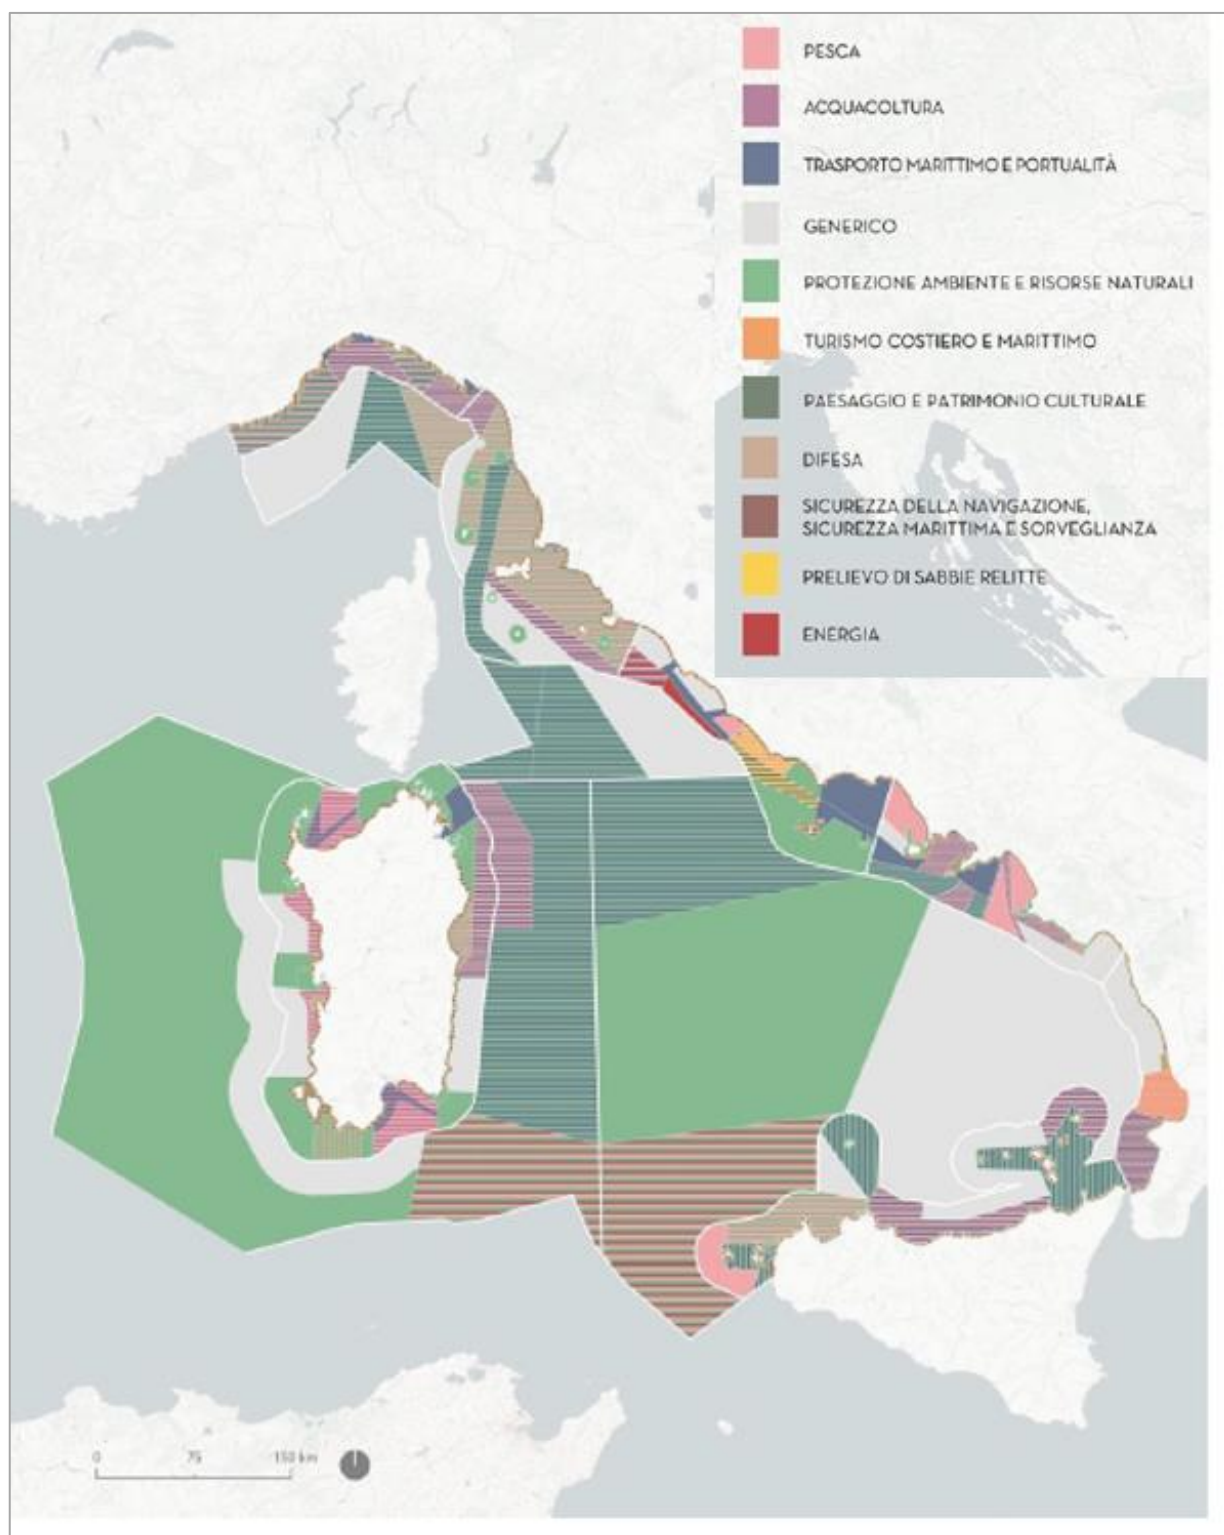 PESCA
ACQUACOLTURA
TRASPORTO MARITTIMO E PORTUALITÀ
GENERICO
PROTEZIONE AMBIENTE E RISORSE NATURALI
TURISMO COSTIERO E MARITTIMO
PAESAGGIO E PATRIMONIO CULTURALE
DIFESA
SICUREZZA DELLA NAVIGAZIONE,
SICUREZZA MARITTIMA E SORVEGLIANZA
PRELIEVO DI SABBIE RELITTE
ENERGIA
0 75 150 km